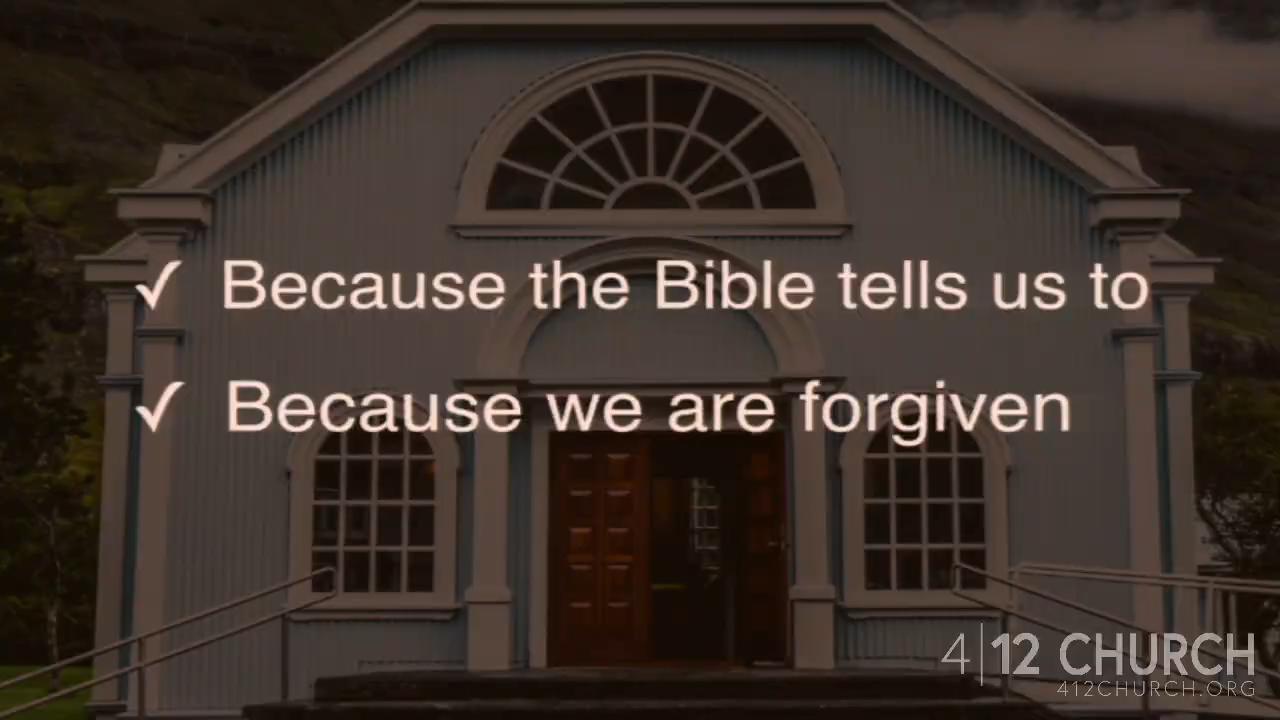 ✓ Because the Bible tells us to
✓ Because we are forgiven
4|12 CHURCH
412CHURCH.ORG